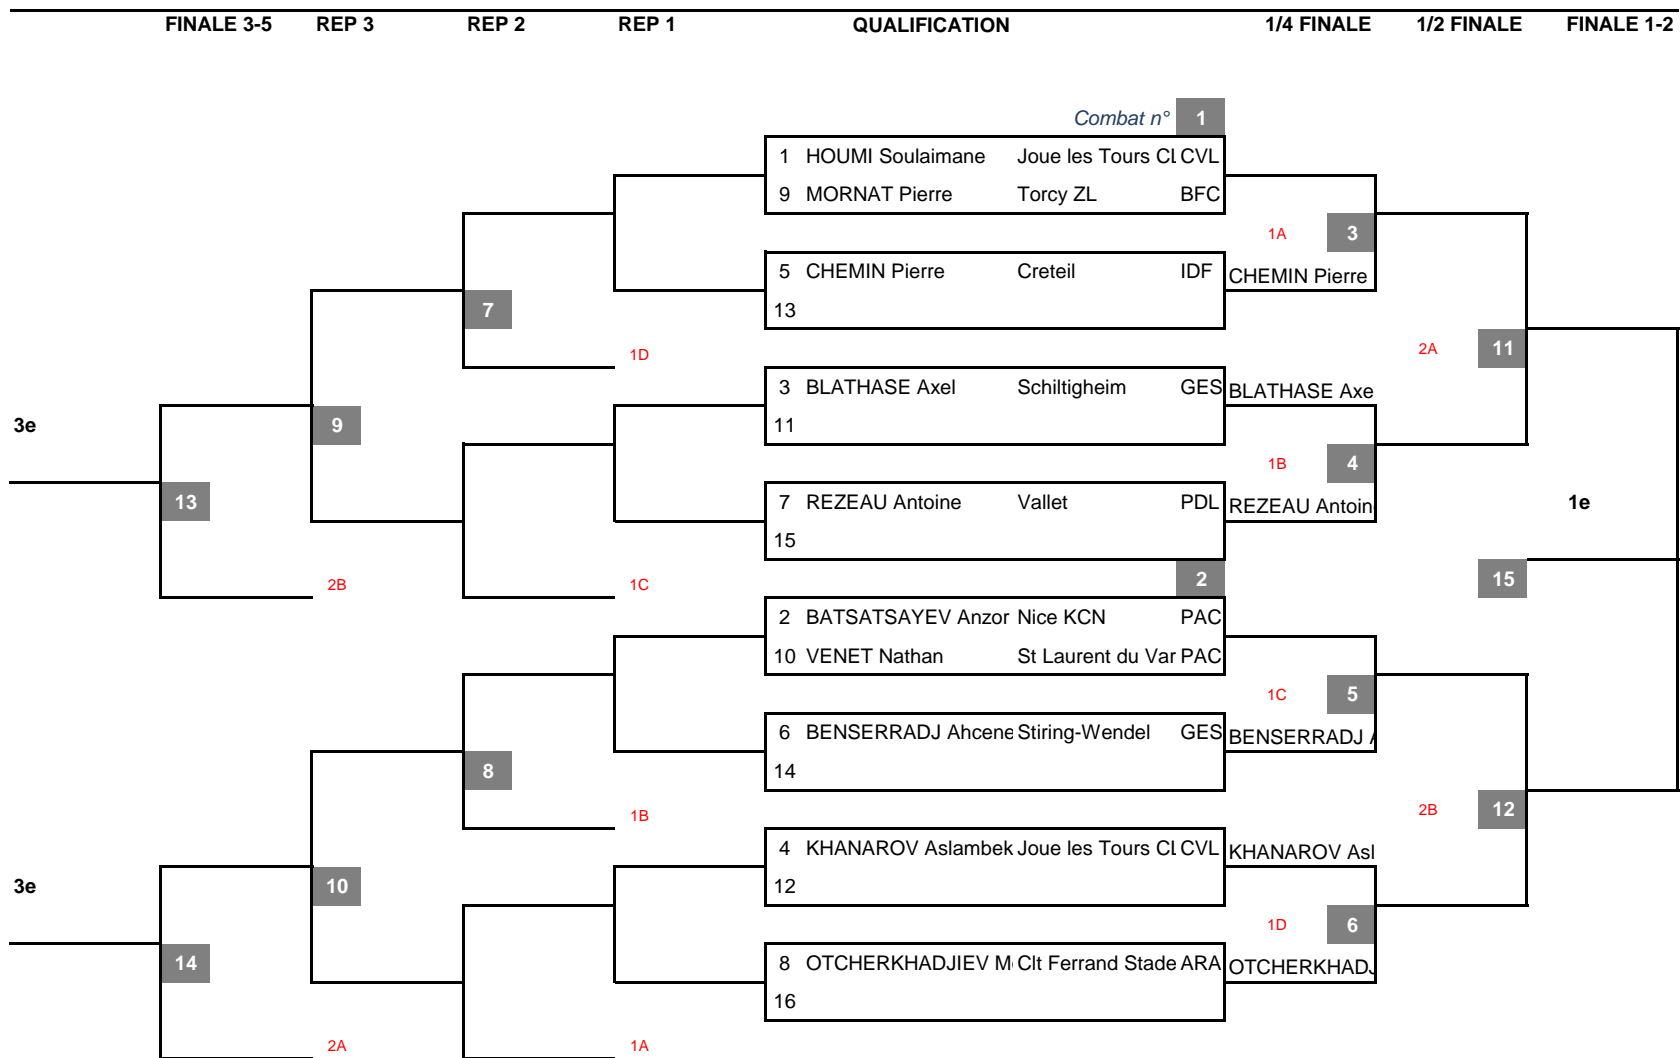 FINALE 3-5 REP 3 REP 2 REP 1 QUALIFICATION 1/4 FINALE 1/2 FINALE FINALE 1-2
Combat n° 1
1 HOUMI Soulaimane Joue les Tours CL CVL
9 MORNAT Pierre Torcy ZL BFC
1A 3
5 CHEMIN Pierre Creteil IDF CHEMIN Pierre
7 13
1D 2A 11
3 BLATHASE Axel Schiltigheim GES BLATHASE Axe
3e 9 11
1B 4
13 7 REZEAU Antoine Vallet PDL REZEAU Antoin 1e
15
2B 1C 2 15
2 BATSATSAYEV Anzor Nice KCN PAC
10 VENET Nathan St Laurent du Var PAC
1C 5
6 BENSERRADJ Ahcene Stiring-Wendel GES BENSERRADJ A
8 14
1B 2B 12
4 KHANAROV Aslambek Joue les Tours CL CVL KHANAROV Asl
3e 10 12
1D 6
14 8 OTCHERKHADJIEV M Clt Ferrand Stade ARA OTCHERKHADJ
16
2A 1A